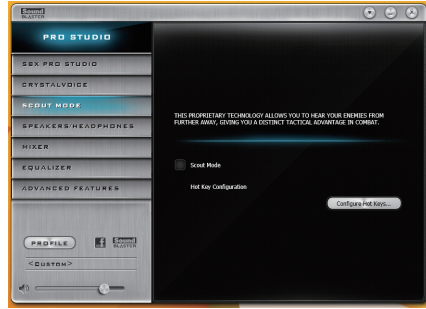 Sound
BLASTER
PRO STUDIO
SBX PRO STUDIO
CRYSTALVOICE
SCOUT MODE
SPEAKERS/HEADPHONES
MIXER
EQUALIZER
ADVANCED FEATURES
PROFILE
f
Sound
BLASTER
<CUSTOM>
THIS PROPRIETARY TECHNOLOGY ALLOWS YOU TO HEAR YOUR ENEMIES FROM
FURTHER AWAY, GIVING YOU A DISTINCT TACTICAL ADVANTAGE IN COMBAT.
Scout Mode
Hot Key Configuration
Configure Hot Keys...